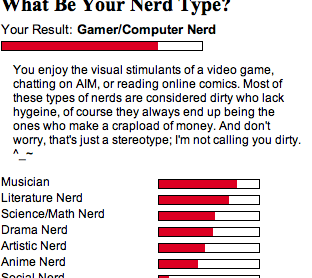 What Be Your Nerd Type?
Your Result: Gamer/Computer Nerd
You enjoy the visual stimulants of a video game,
chatting on AIM, or reading online comics. Most of
these types of nerds are considered dirty who lack
hygeine, of course they always end up being the
ones who make a crapload of money. And don't
worry, that's just a stereotype; I'm not calling you dirty.
^_~
Musician
Literature Nerd
Science/Math Nerd
Drama Nerd
Artistic Nerd
Anime Nerd
Social Nerd